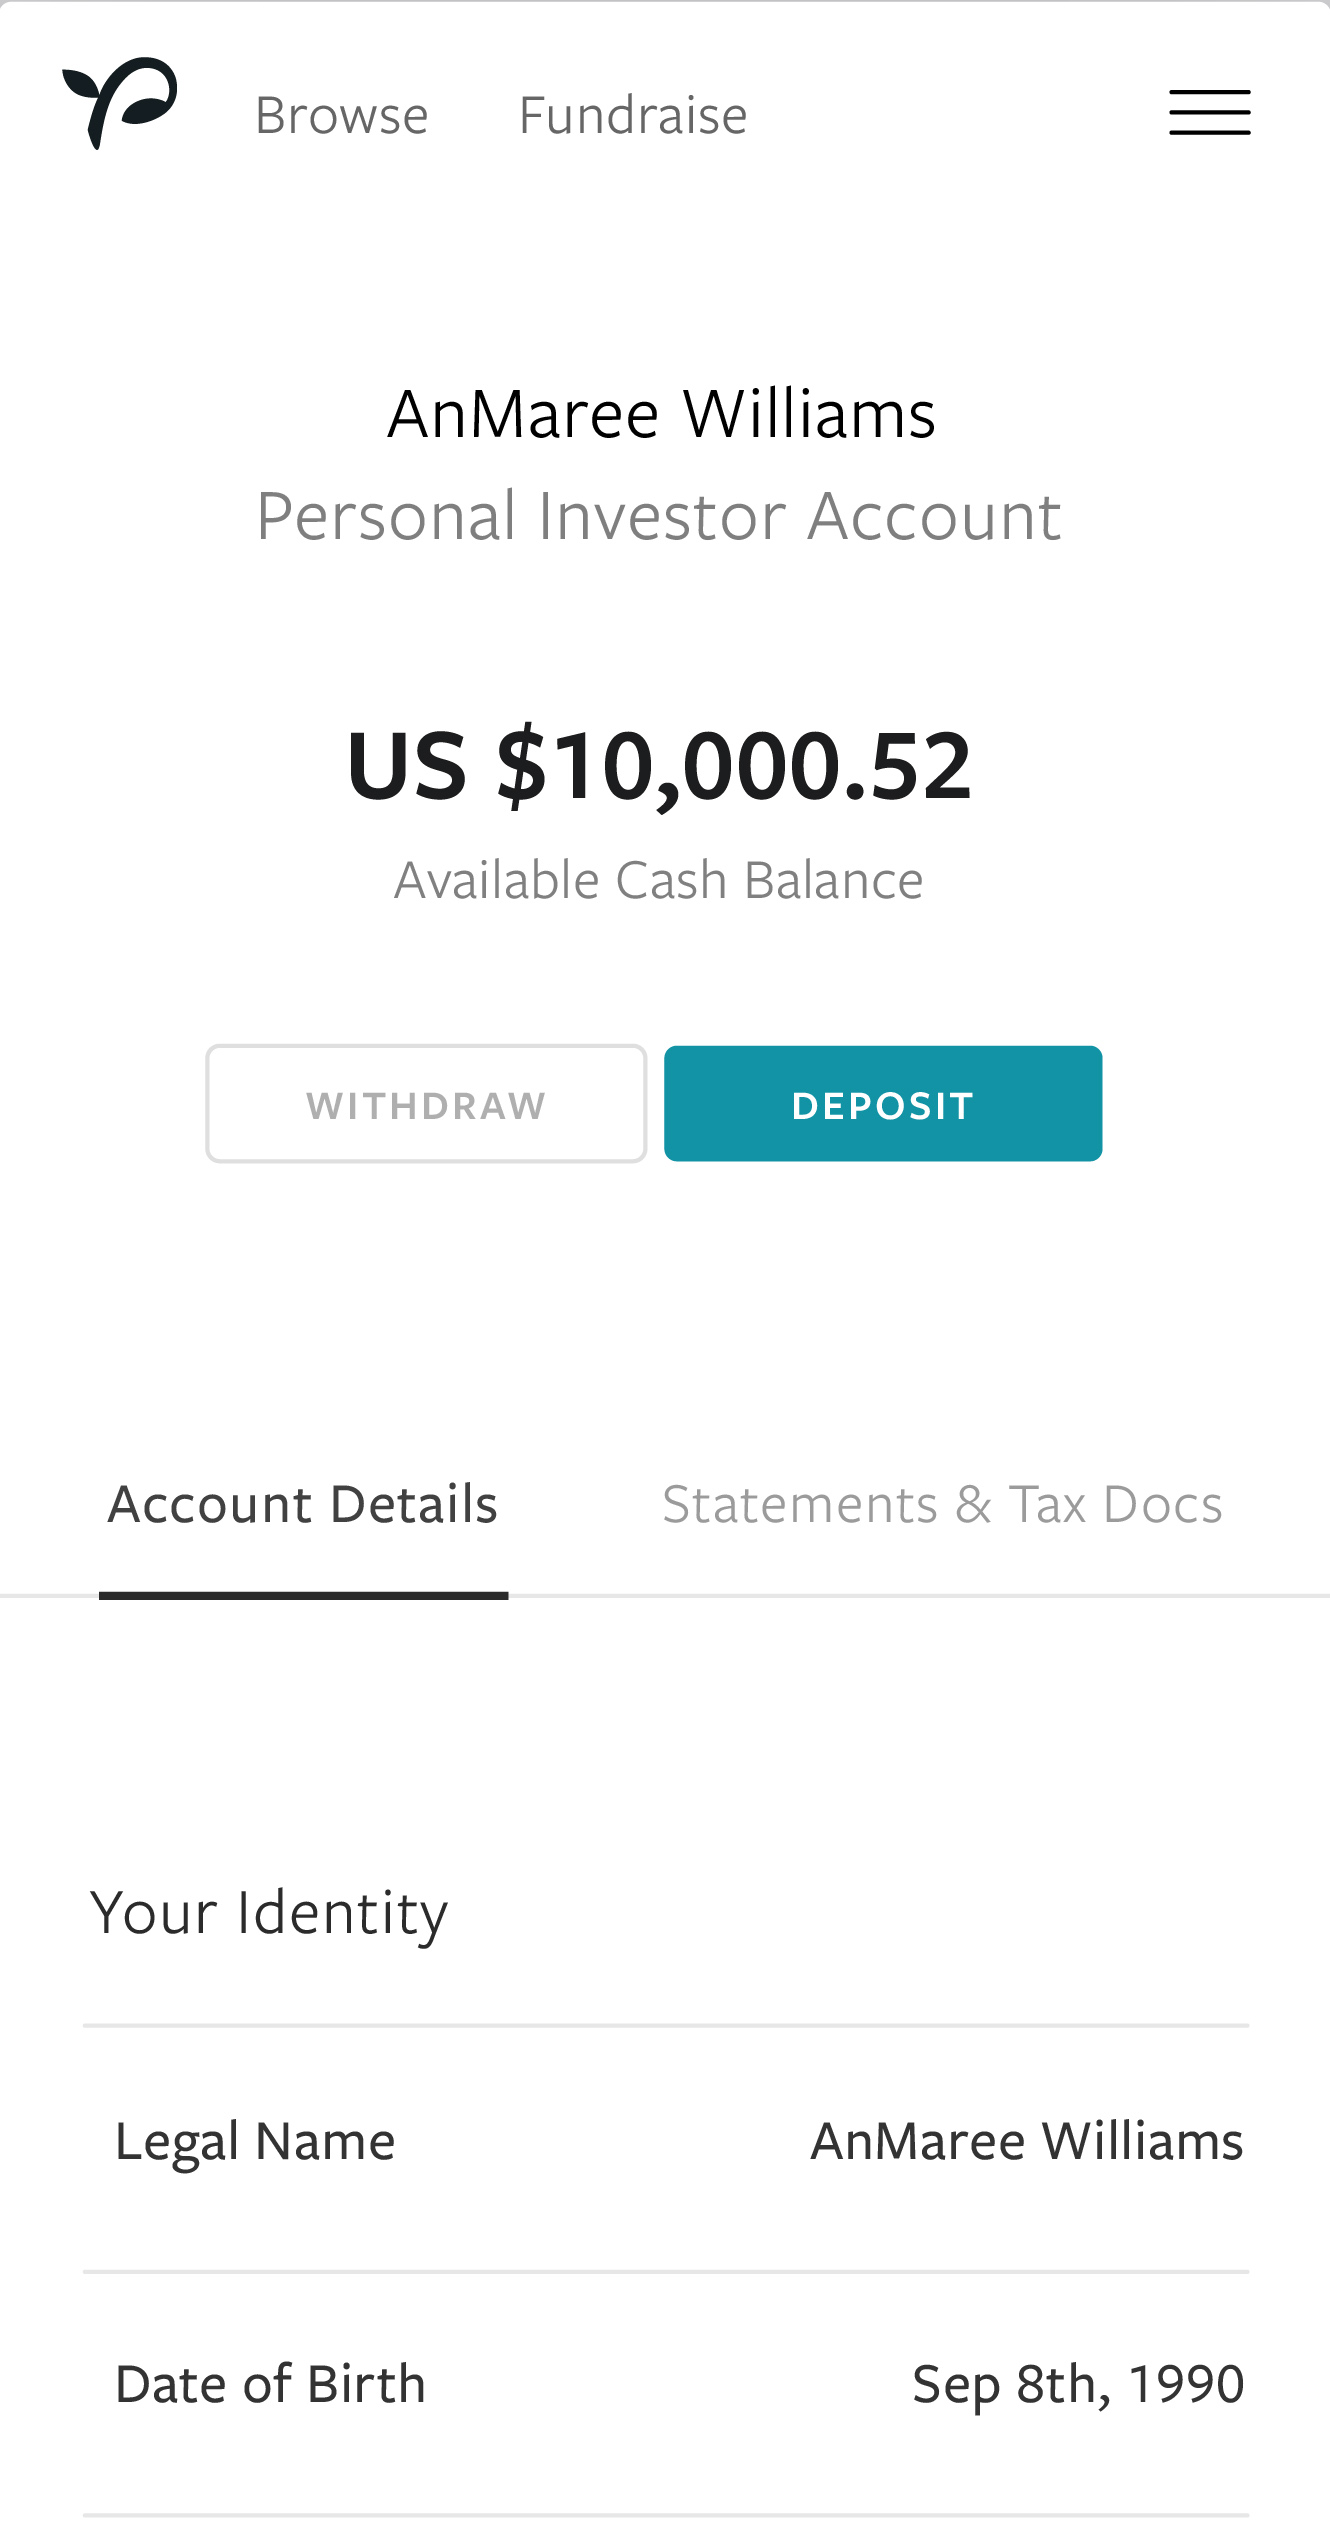 Browse Fundraise
AnMaree Williams
Personal Investor Account
US $10,000.52
Available Cash Balance
WITHDRAW DEPOSIT
Account Details Statements & Tax Docs
Your Identity
Legal Name AnMaree Williams
Date of Birth Sep 8th, 1990